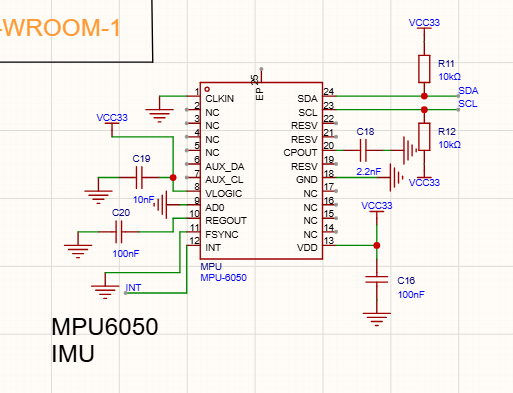 -WROOM-1
VCC33
R11
10kΩ
SDA
SCL
R12
10kΩ
VCC33
EP 25
1 CLKIN
2 NC
3 NC
4 NC
5 NC
6 AUX_DA
7 AUX_CL
8 VLOGIC
9 AD0
10 REGOUT
11 FSYNC
12 INT
SDA 24
SCL 23
RESV 22
RESV 21
CPOUT 20
RESV 19
GND 18
NC 17
NC 16
NC 15
NC 14
VDD 13
VCC33
C19
10nF
C20
100nF
INT
C18
2.2nF
VCC33
C16
100nF
MPU
MPU-6050
MPU6050
IMU